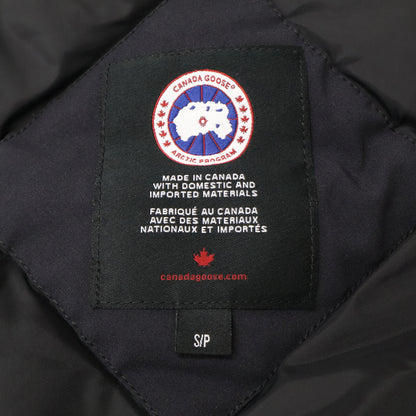 CANADA GOOSE®
ARCTIC PROGRAM
MADE IN CANADA
WITH DOMESTIC AND
IMPORTED MATERIALS
FABRIQUÉ AU CANADA
AVEC DES MATERIAUX
NATIONAUX ET IMPORTÉS
canadagoose.com
S/P